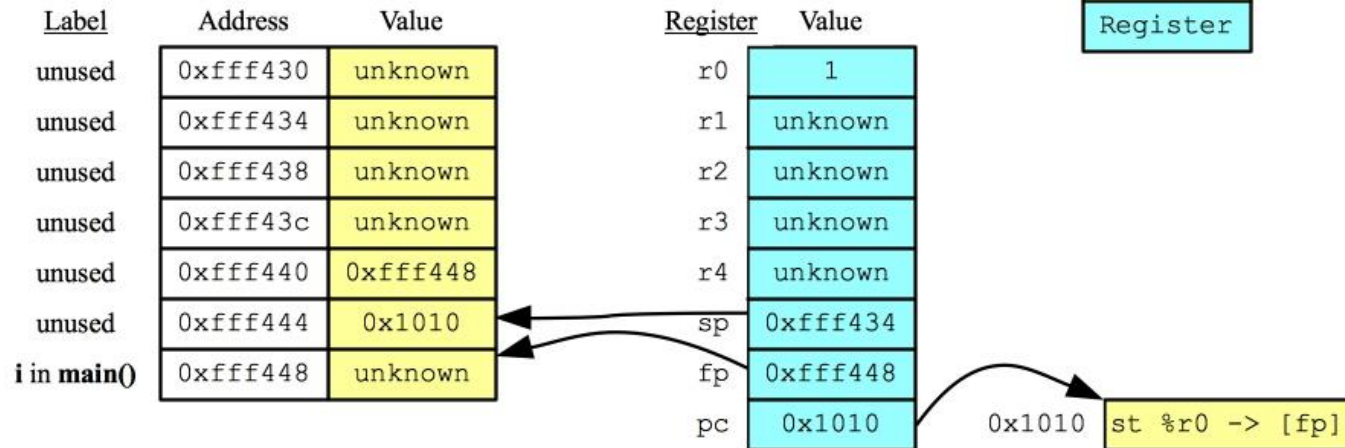 Label Address Value Register Value Register
unused 0xfff430 unknown r0 1
unused 0xfff434 unknown r1 unknown
unused 0xfff438 unknown r2 unknown
unused 0xfff43c unknown r3 unknown
unused 0xfff440 0xfff448 r4 unknown
unused 0xfff444 0x1010 sp 0xfff434
i in main() 0xfff448 unknown fp 0xfff448
pc 0x1010 0x1010 st %r0 -> [fp]